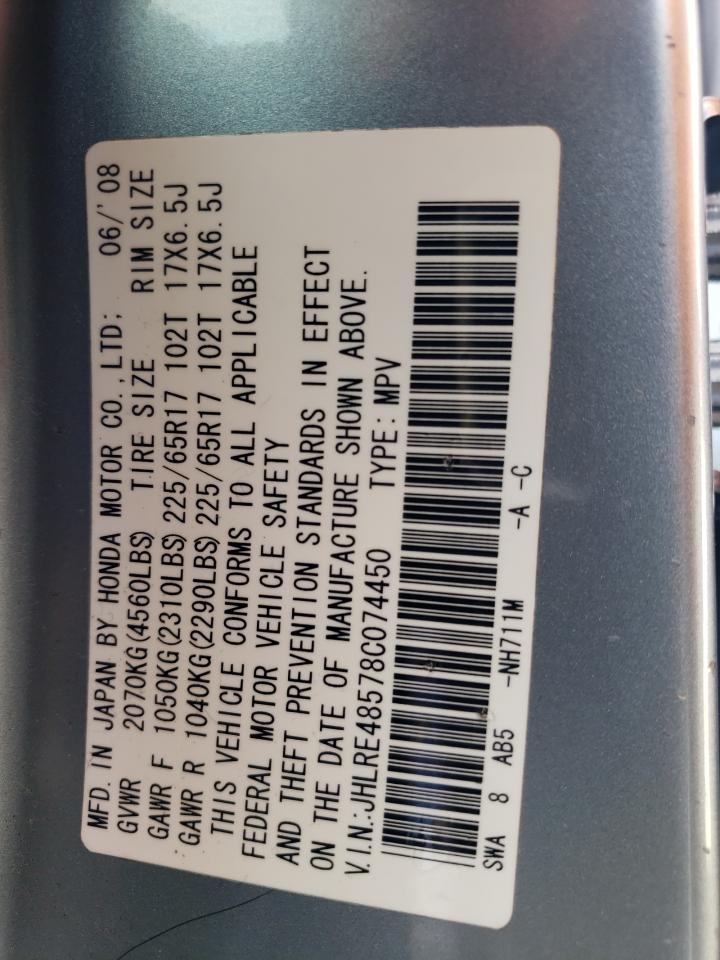 MFD. IN JAPAN BY HONDA MOTOR CO., LTD; 06/'08
GVWR 2070KG(4560LBS) TIRE SIZE RIM SIZE
GAWR F 1050KG(2310LBS) 225/65R17 102T 17X6.5J
GAWR R 1040KG(2290LBS) 225/65R17 102T 17X6.5J
THIS VEHICLE CONFORMS TO ALL APPLICABLE
FEDERAL MOTOR VEHICLE SAFETY
AND THEFT PREVENTION STANDARDS IN EFFECT
ON THE DATE OF MANUFACTURE SHOWN ABOVE.
V.I.N.:JHLRE48578C074450 TYPE: MPV
SWA 8 AB5 -NH711M -A -C